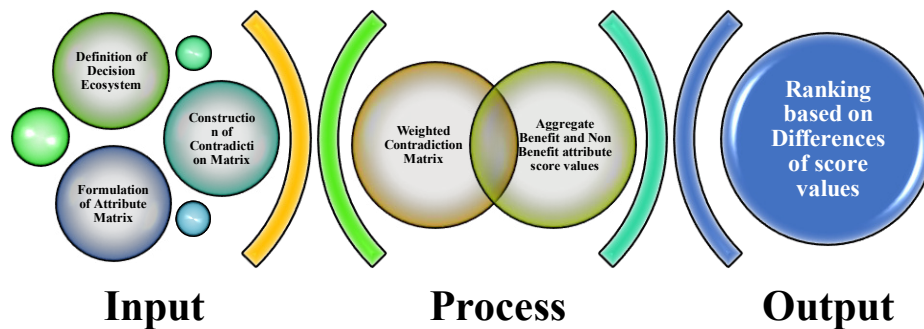 Definition of
Decision
Ecosystem
Constructio
n of
Contradicti
on Matrix
Formulation
of Attribute
Matrix
Weighted
Contradiction
Matrix
Aggregate
Benefit and Non
Benefit attribute
score values
Ranking
based on
Differences
of score
values
Input
Process
Output